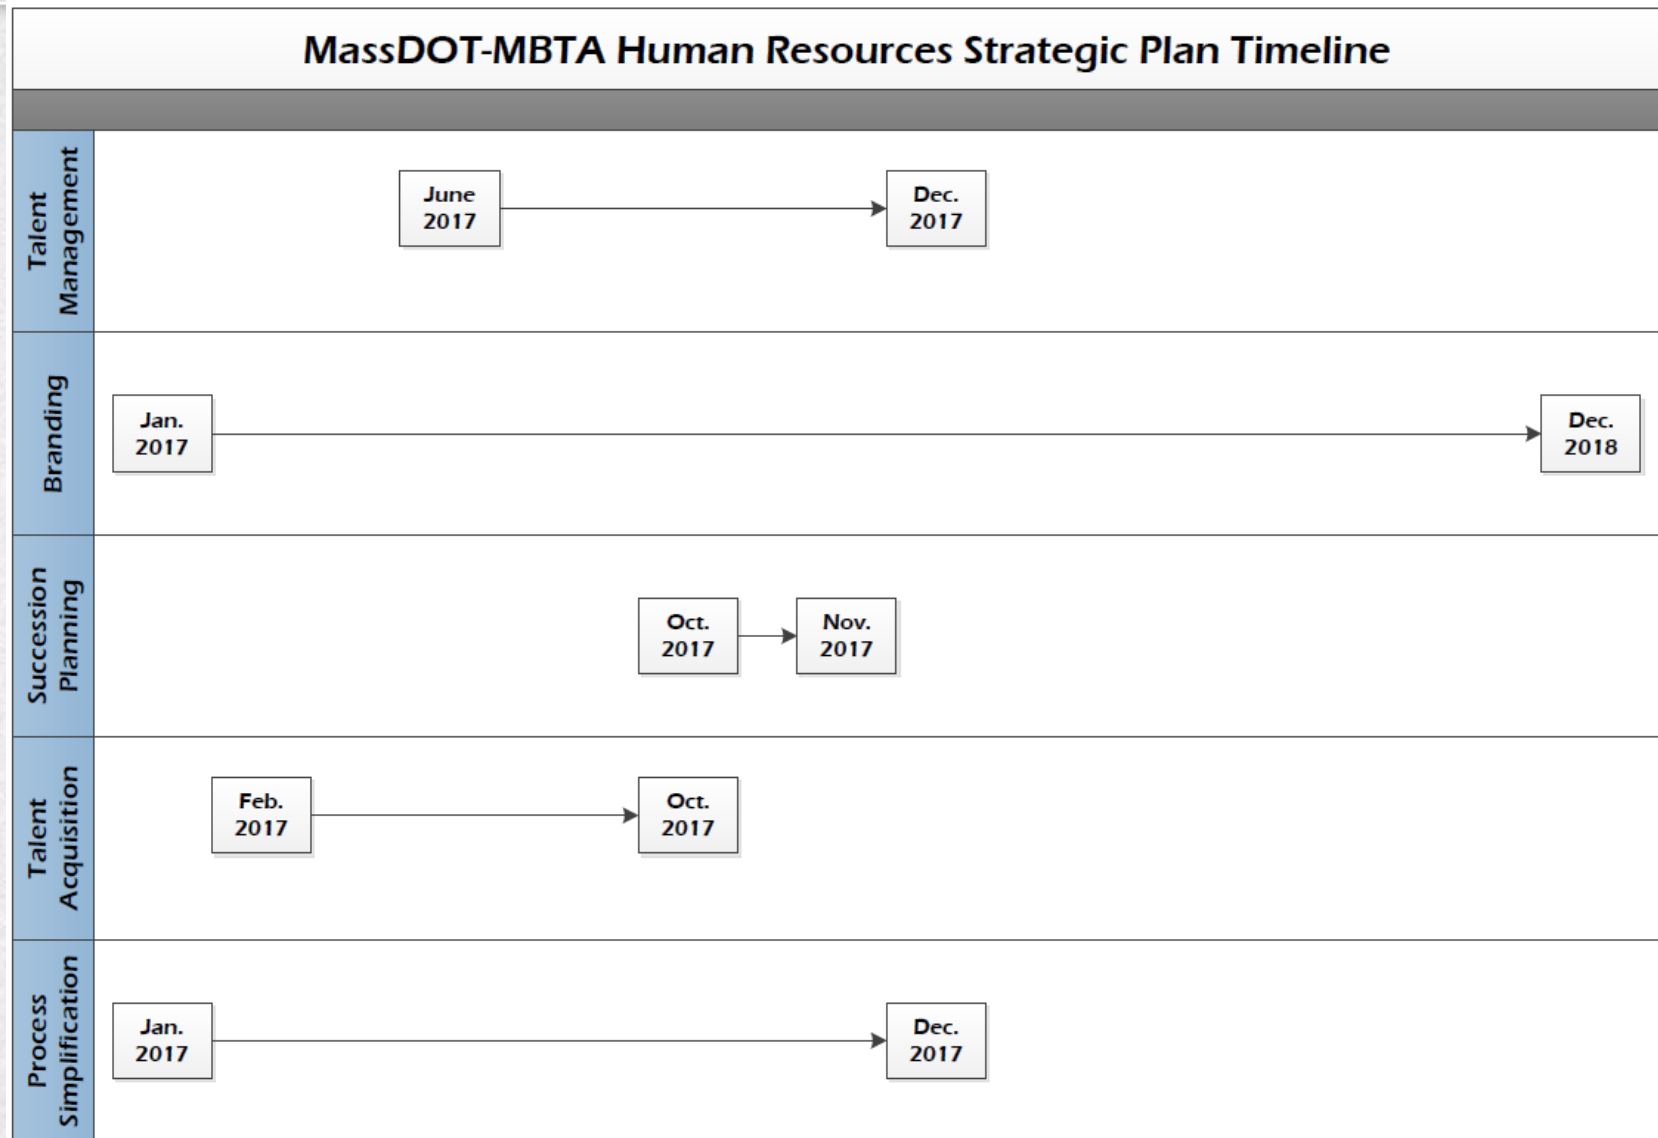 MassDOT-MBTA Human Resources Strategic Plan Timeline
Talent
Management
June
2017
Dec.
2017
Branding
Jan.
2017
Dec.
2018
Succession
Planning
Oct.
2017
Nov.
2017
Talent
Acquisition
Feb.
2017
Oct.
2017
Process
Simplification
Jan.
2017
Dec.
2017